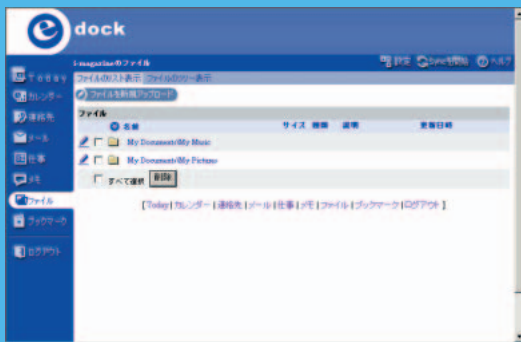 e dock
i-magazineのファイル
設定 Syncを開始 ヘルプ
Today
ファイルのリスト表示 ファイルのツリー表示
カレンダー
ファイルを新規アップロード
連絡先
ファイル
名前 サイズ 種類 説明 更新日時
メール
My Document/My Music
仕事
My Document/My Pictures
メモ
すべて選択 削除
ファイル
[Today|カレンダー|連絡先|メール|仕事|メモ|ファイル|ブックマーク|ログアウト]
ブックマーク
ログアウト